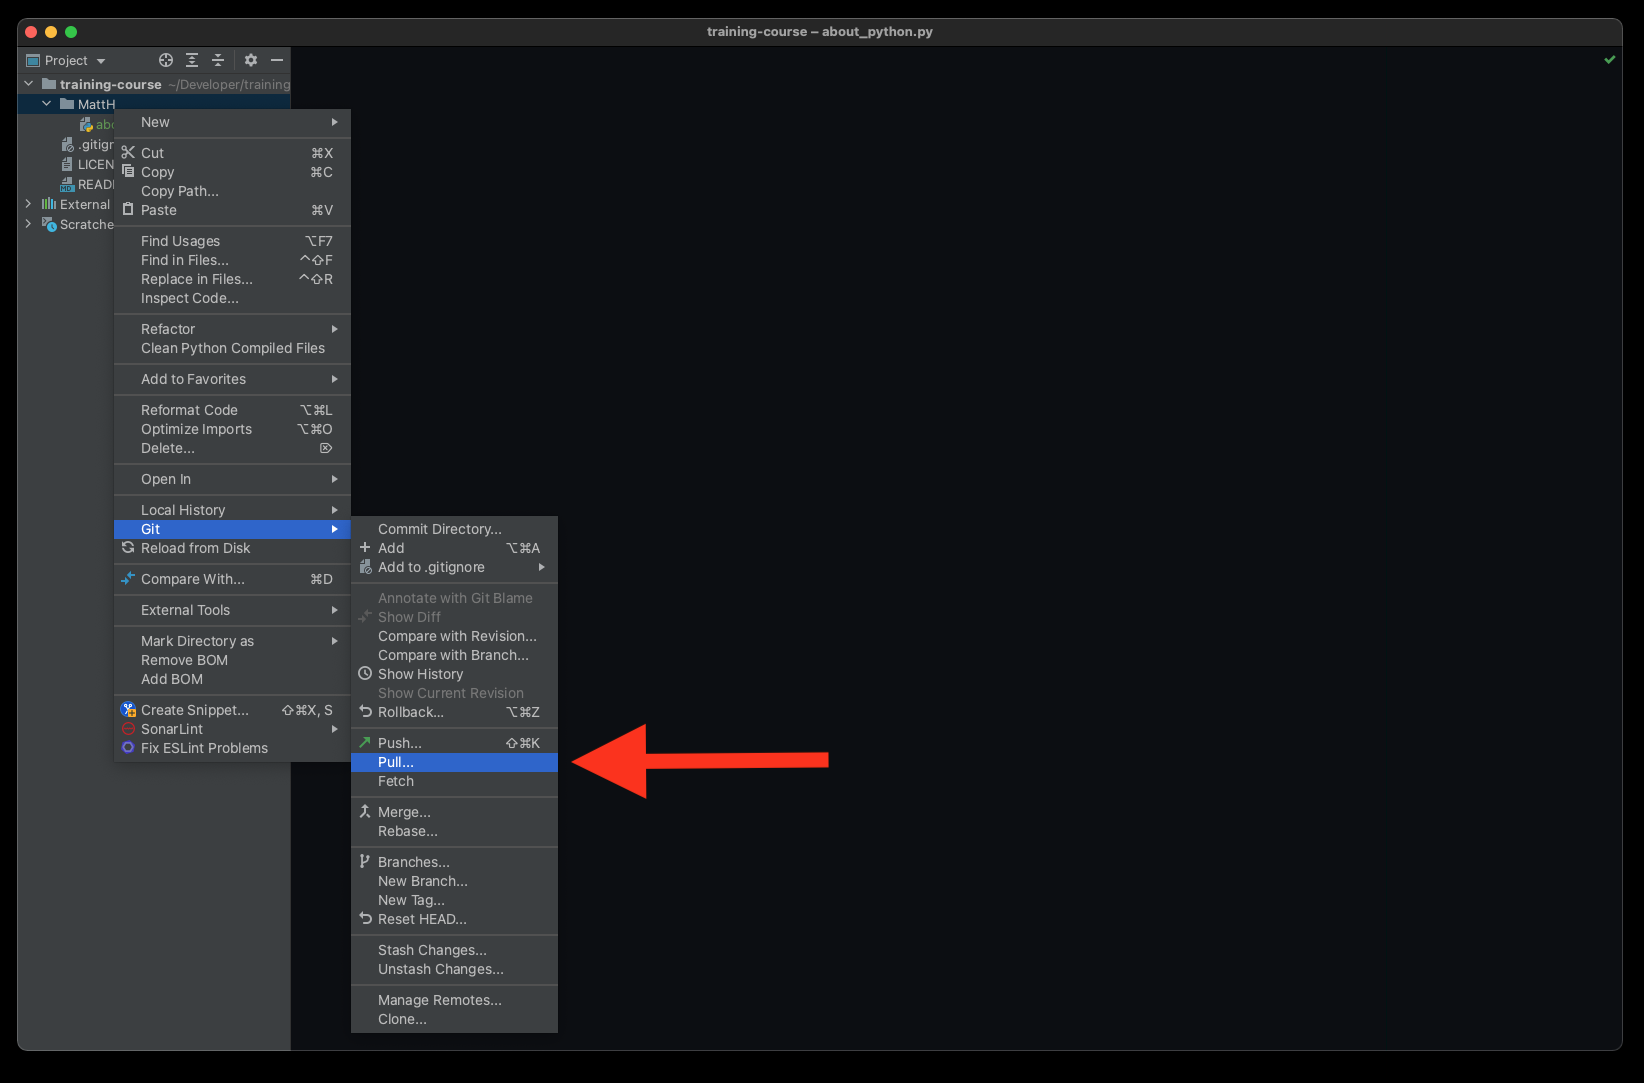 training-course – about_python.py
Project
training-course ~/Developer/training
MattH
abo
.gitigr
LICEN
READ
External
Scratche
New
Cut ⌘X
Copy ⌘C
Copy Path...
Paste ⌘V
Find Usages ⌥F7
Find in Files... ^⇧F
Replace in Files... ^⇧R
Inspect Code...
Refactor
Clean Python Compiled Files
Add to Favorites
Reformat Code ⌥⌘L
Optimize Imports ⌥⌘O
Delete... ⌦
Open In
Local History
Git
Reload from Disk
Compare With... ⌘D
External Tools
Mark Directory as
Remove BOM
Add BOM
Create Snippet... ⇧⌘X, S
SonarLint
Fix ESLint Problems
Commit Directory...
Add ⌥⌘A
Add to .gitignore
Annotate with Git Blame
Show Diff
Compare with Revision...
Compare with Branch...
Show History
Show Current Revision
Rollback... ⌥⌘Z
Push... ⇧⌘K
Pull...
Fetch
Merge...
Rebase...
Branches...
New Branch...
New Tag...
Reset HEAD...
Stash Changes...
Unstash Changes...
Manage Remotes...
Clone...